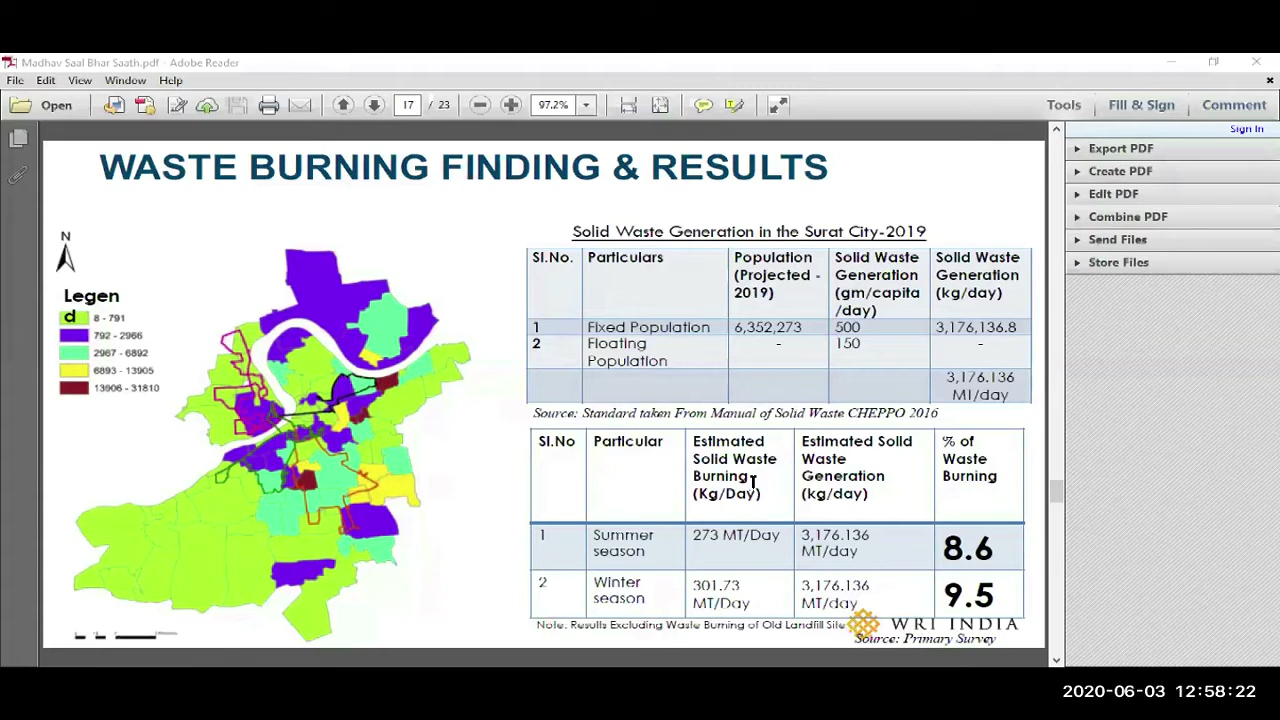 Madhav Saal Bhar Saath.pdf - Adobe Reader
File Edit View Window Help
Open 17 / 23 97.2% Tools Fill & Sign Comment
Sign In
Export PDF
Create PDF
Edit PDF
Combine PDF
Send Files
Store Files
WASTE BURNING FINDING & RESULTS
N
Legen
d
8 - 791
792 - 2966
2967 - 6892
6893 - 13905
13906 - 31810
Solid Waste Generation in the Surat City-2019
Sl.No. Particulars Population (Projected - 2019) Solid Waste Generation (gm/capita /day) Solid Waste Generation (kg/day)
1 Fixed Population 6,352,273 500 3,176,136.8
2 Floating Population - 150 -
3,176.136 MT/day
Source: Standard taken From Manual of Solid Waste CHEPPO 2016
Sl.No Particular Estimated Solid Waste Burning (Kg/Day) Estimated Solid Waste Generation (kg/day) % of Waste Burning
1 Summer season 273 MT/Day 3,176.136 MT/day 8.6
2 Winter season 301.73 MT/Day 3,176.136 MT/day 9.5
Note: Results Excluding Waste Burning of Old Landfill Site
WRI INDIA
Source: Primary Survey
2020-06-03 12:58:22